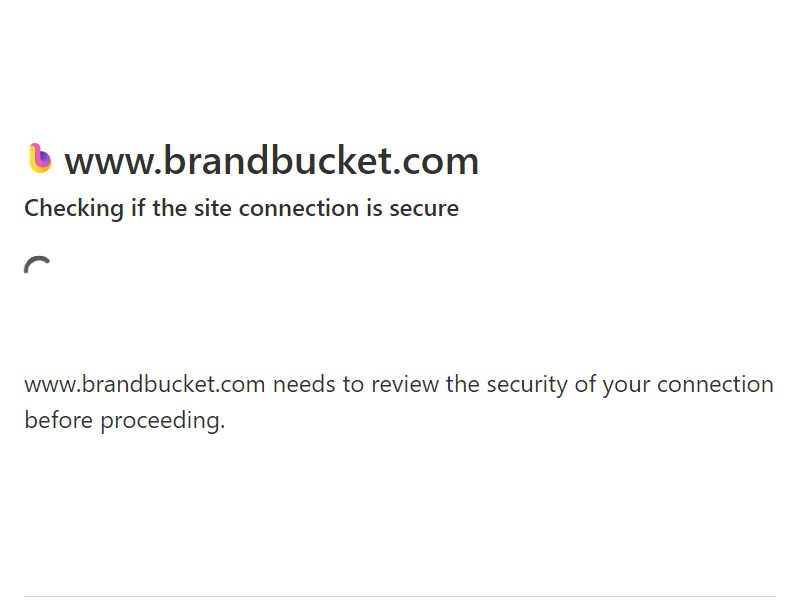 www.brandbucket.com
Checking if the site connection is secure
www.brandbucket.com needs to review the security of your connection
before proceeding.